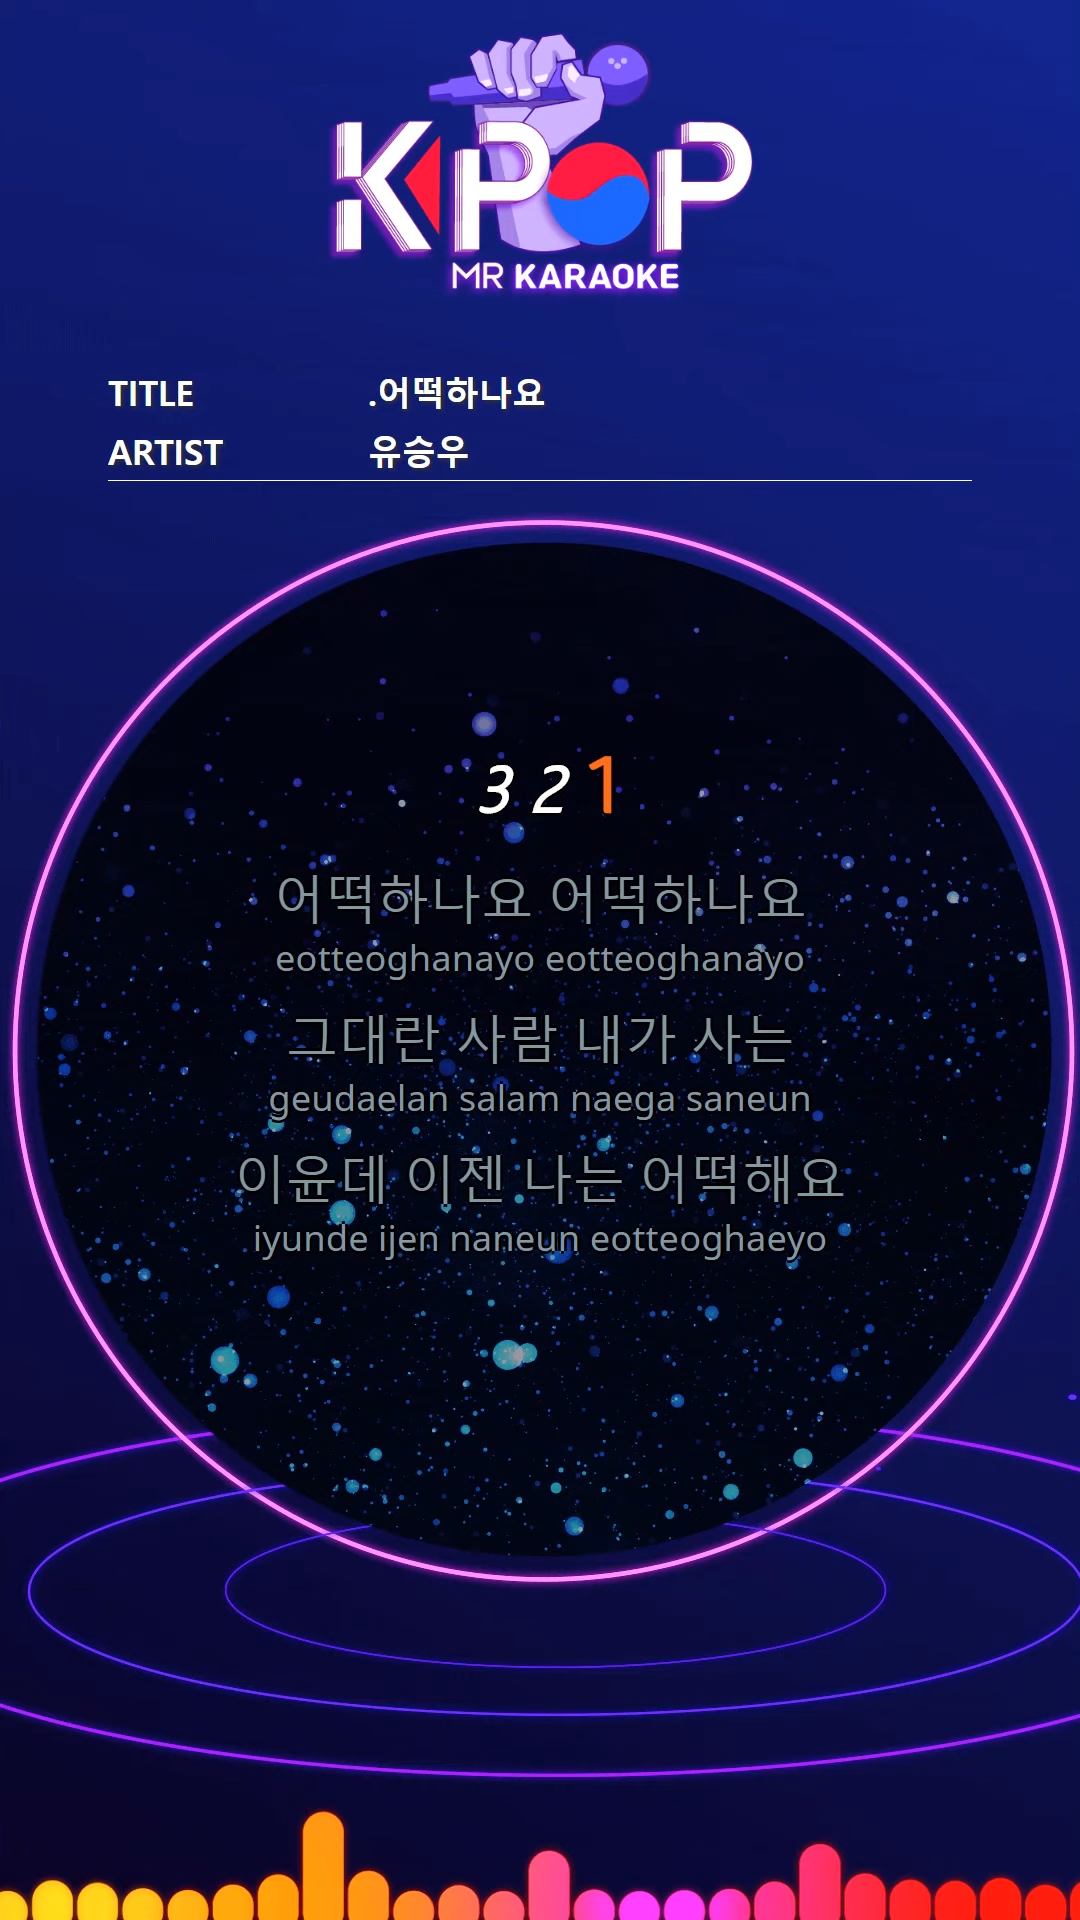 KPOP
MR KARAOKE
TITLE .어떡하나요
ARTIST 유승우
3 2 1
어떡하나요 어떡하나요
eotteoghanayo eotteoghanayo
그대란 사람 내가 사는
geudaelan salam naega saneun
이윤데 이젠 나는 어떡해요
iyunde ijen naneun eotteoghaeyo